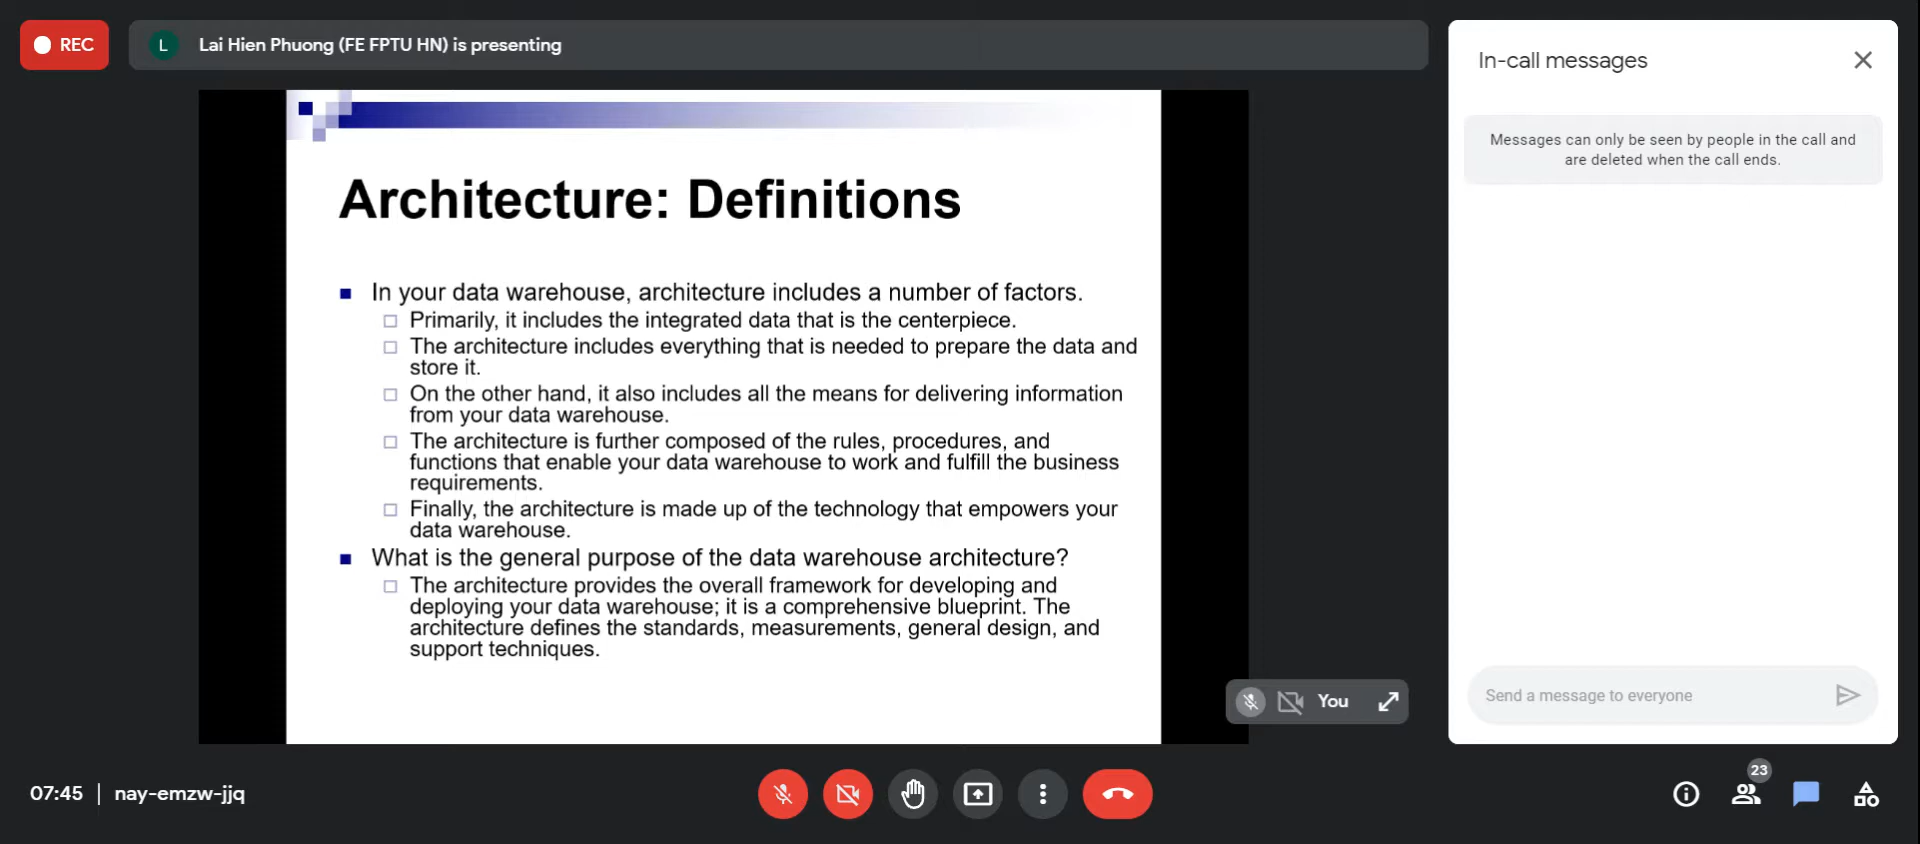 REC
L
Lai Hien Phuong (FE FPTU HN) is presenting
Architecture: Definitions
In your data warehouse, architecture includes a number of factors.
Primarily, it includes the integrated data that is the centerpiece.
The architecture includes everything that is needed to prepare the data and
store it.
On the other hand, it also includes all the means for delivering information
from your data warehouse.
The architecture is further composed of the rules, procedures, and
functions that enable your data warehouse to work and fulfill the business
requirements.
Finally, the architecture is made up of the technology that empowers your
data warehouse.
What is the general purpose of the data warehouse architecture?
The architecture provides the overall framework for developing and
deploying your data warehouse; it is a comprehensive blueprint. The
architecture defines the standards, measurements, general design, and
support techniques.
You
In-call messages
Messages can only be seen by people in the call and
are deleted when the call ends.
Send a message to everyone
07:45 | nay-emzw-jjq
23